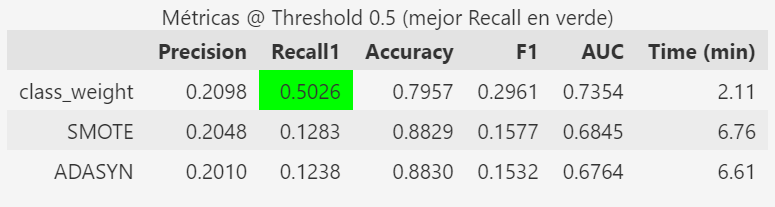 Métricas @ Threshold 0.5 (mejor Recall en verde)
Precision Recall1 Accuracy F1 AUC Time (min)
class_weight 0.2098 0.5026 0.7957 0.2961 0.7354 2.11
SMOTE 0.2048 0.1283 0.8829 0.1577 0.6845 6.76
ADASYN 0.2010 0.1238 0.8830 0.1532 0.6764 6.61